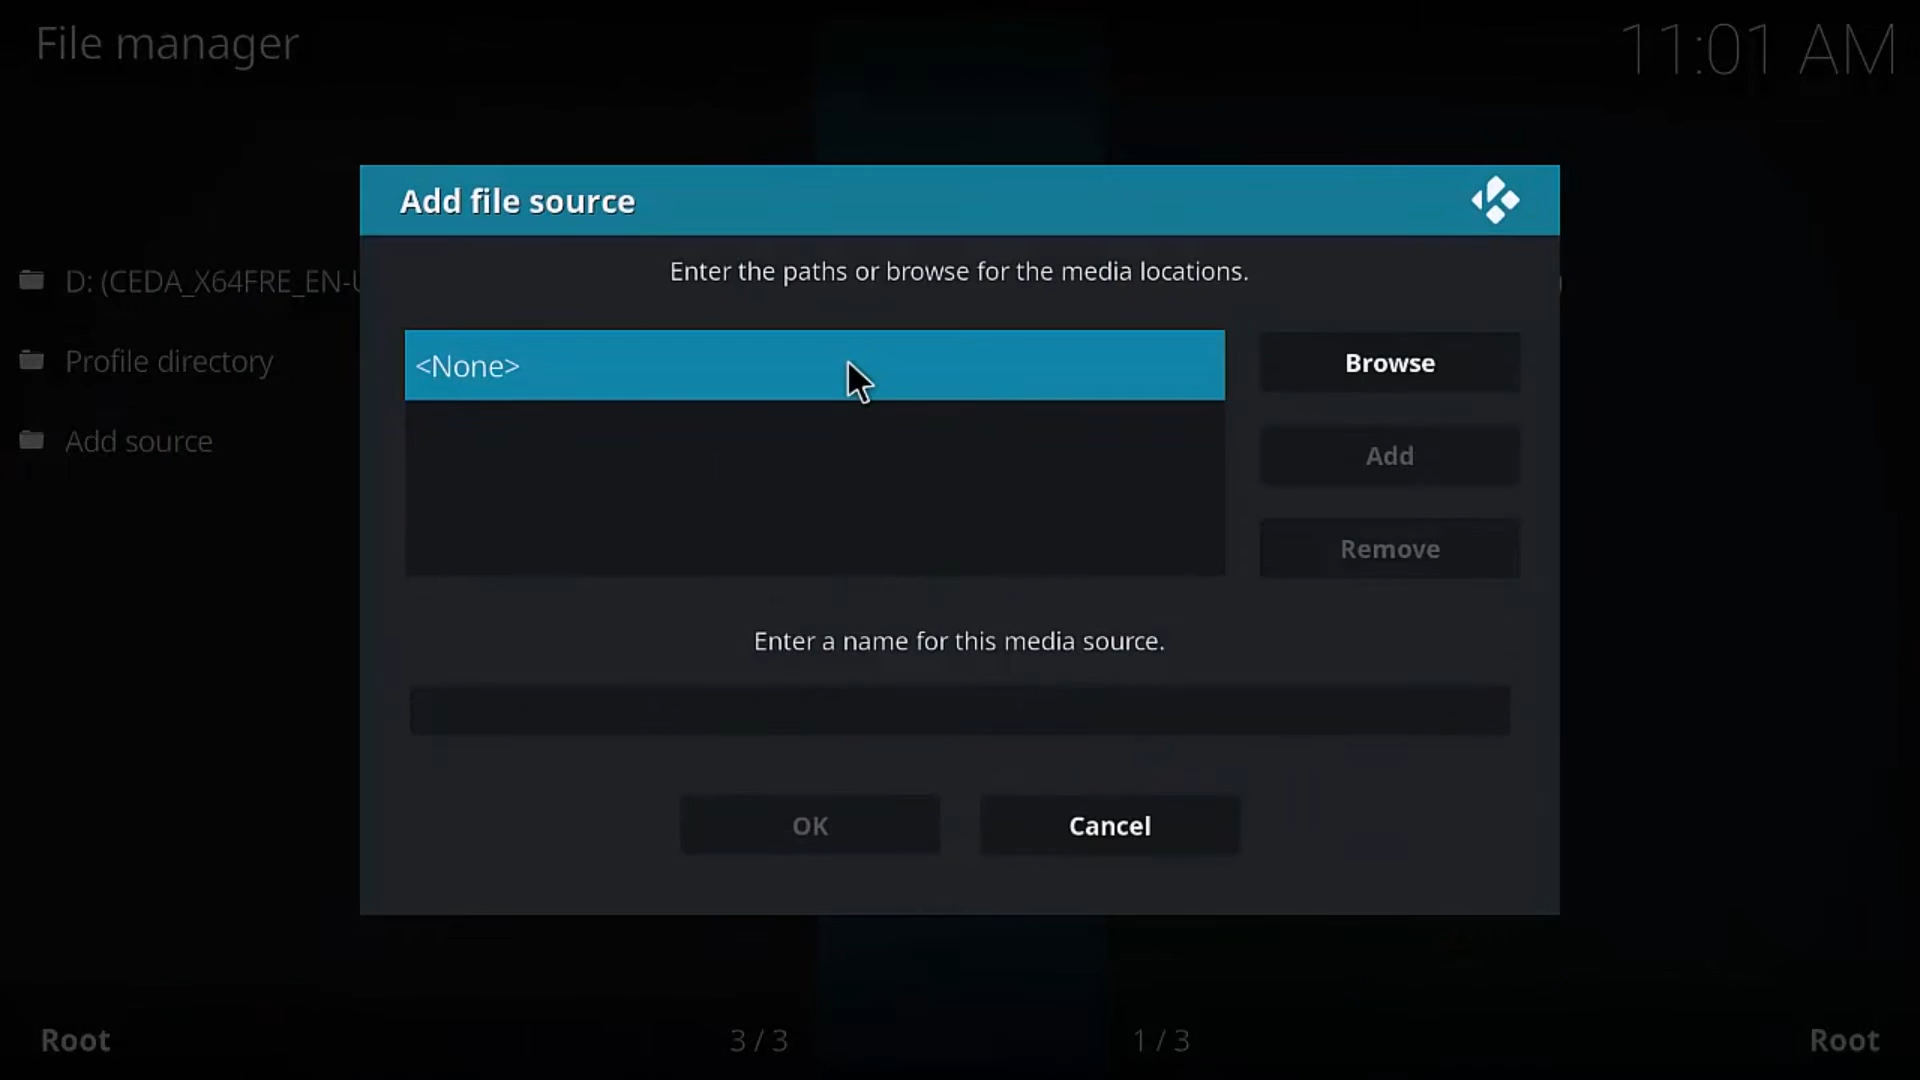 File manager
11:01 AM
Add file source
Enter the paths or browse for the media locations.
D: (CEDA_X64FRE_EN-U
<None>
Browse
Profile directory
Add source
Add
Remove
Enter a name for this media source.
OK
Cancel
Root
3 / 3
1 / 3
Root